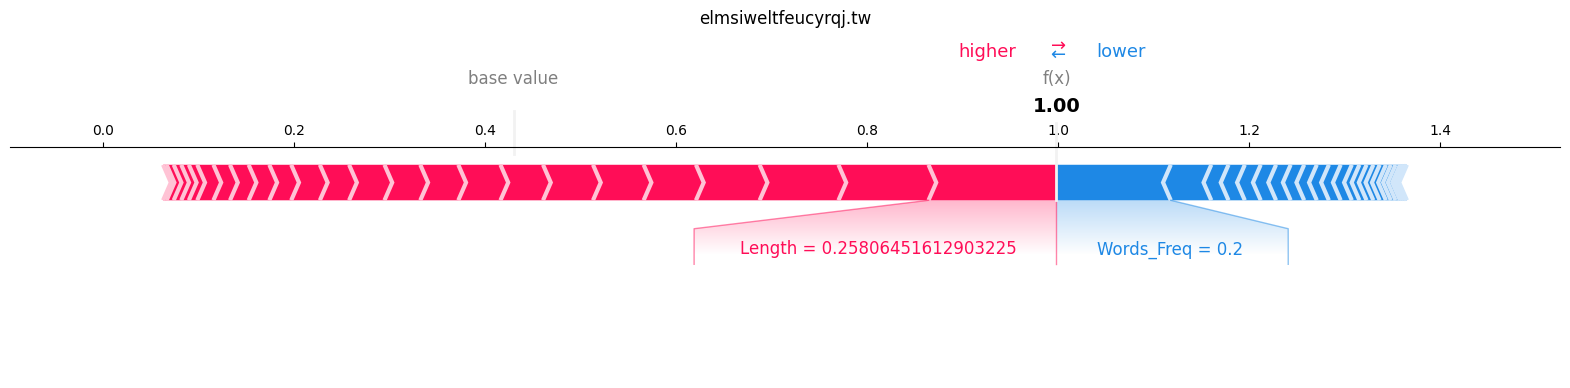 elmsiweltfeucyrqj.tw
higher → ← lower
base value f(x)
1.00
0.0 0.2 0.4 0.6 0.8 1.0 1.2 1.4
Length = 0.25806451612903225 Words_Freq = 0.2